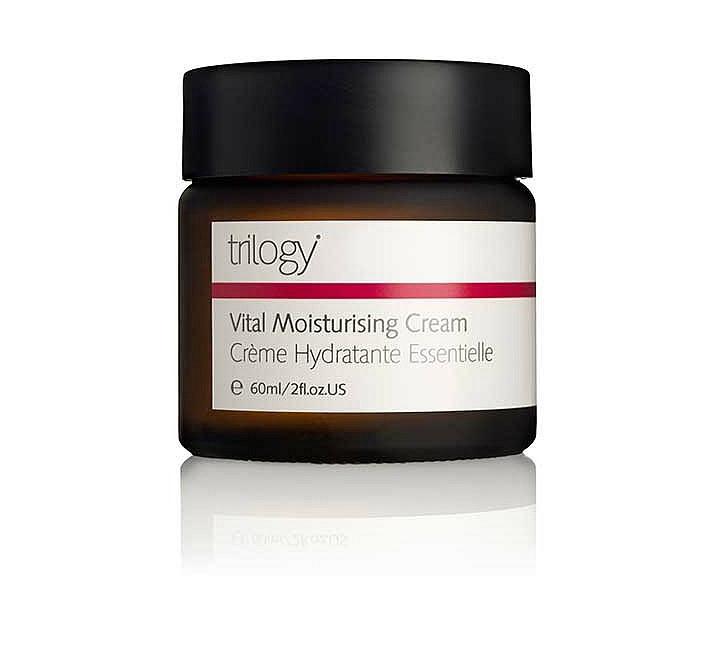 trilogy
Vital Moisturising Cream
Crème Hydratante Essentielle
℮ 60ml/2fl.oz.US